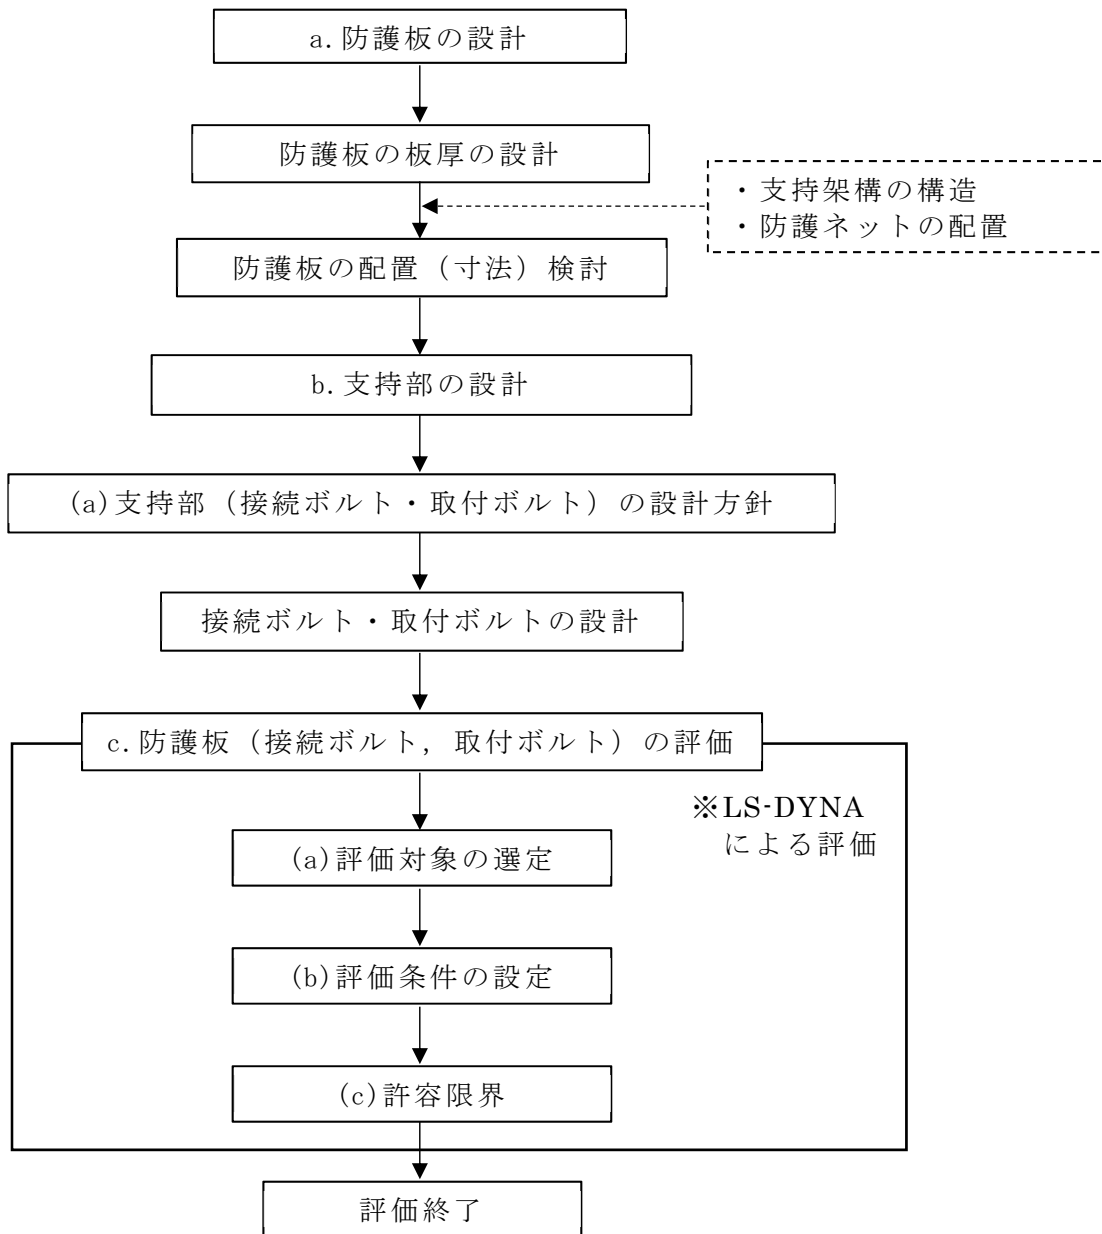 a.防護板の設計
防護板の板厚の設計
・支持架構の構造
・防護ネットの配置
防護板の配置（寸法）検討
b.支持部の設計
(a)支持部（接続ボルト・取付ボルト）の設計方針
接続ボルト・取付ボルトの設計
c.防護板（接続ボルト，取付ボルト）の評価
※LS-DYNA
による評価
(a)評価対象の選定
(b)評価条件の設定
(c)許容限界
評価終了